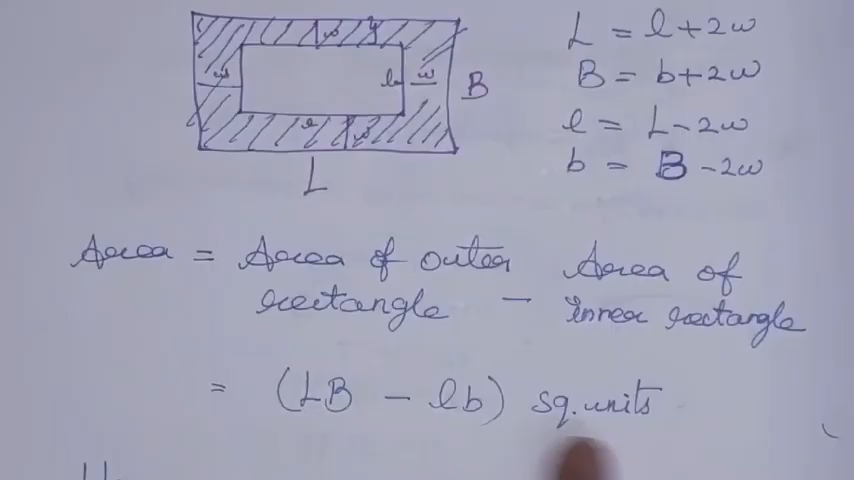 w w
w b w B
l w
L
L = l + 2w
B = b + 2w
l = L - 2w
b = B - 2w
Area = Area of outer rectangle - Area of inner rectangle
= (LB - lb) sq. units